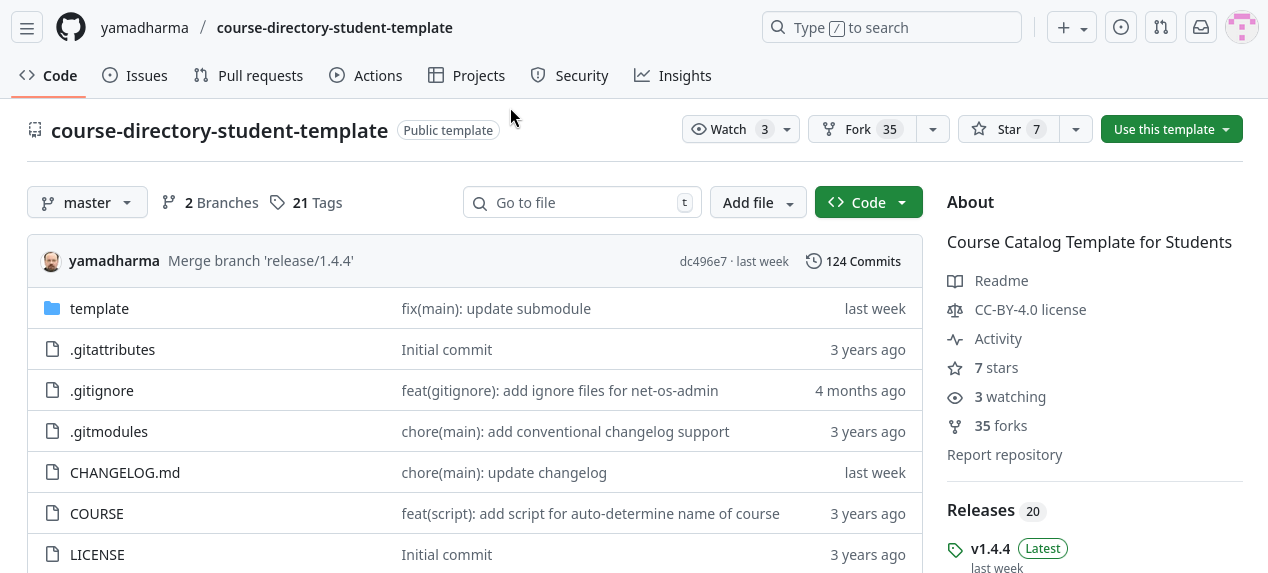 yamadharma / course-directory-student-template
Type / to search
Code Issues Pull requests Actions Projects Security Insights
course-directory-student-template Public template
Watch 3 Fork 35 Star 7 Use this template
master 2 Branches 21 Tags Go to file t Add file Code
yamadharma Merge branch 'release/1.4.4' dc496e7 · last week 124 Commits
template fix(main): update submodule last week
.gitattributes Initial commit 3 years ago
.gitignore feat(gitignore): add ignore files for net-os-admin 4 months ago
.gitmodules chore(main): add conventional changelog support 3 years ago
CHANGELOG.md chore(main): update changelog last week
COURSE feat(script): add script for auto-determine name of course 3 years ago
LICENSE Initial commit 3 years ago
About
Course Catalog Template for Students
Readme
CC-BY-4.0 license
Activity
7 stars
3 watching
35 forks
Report repository
Releases 20
v1.4.4 Latest
last week